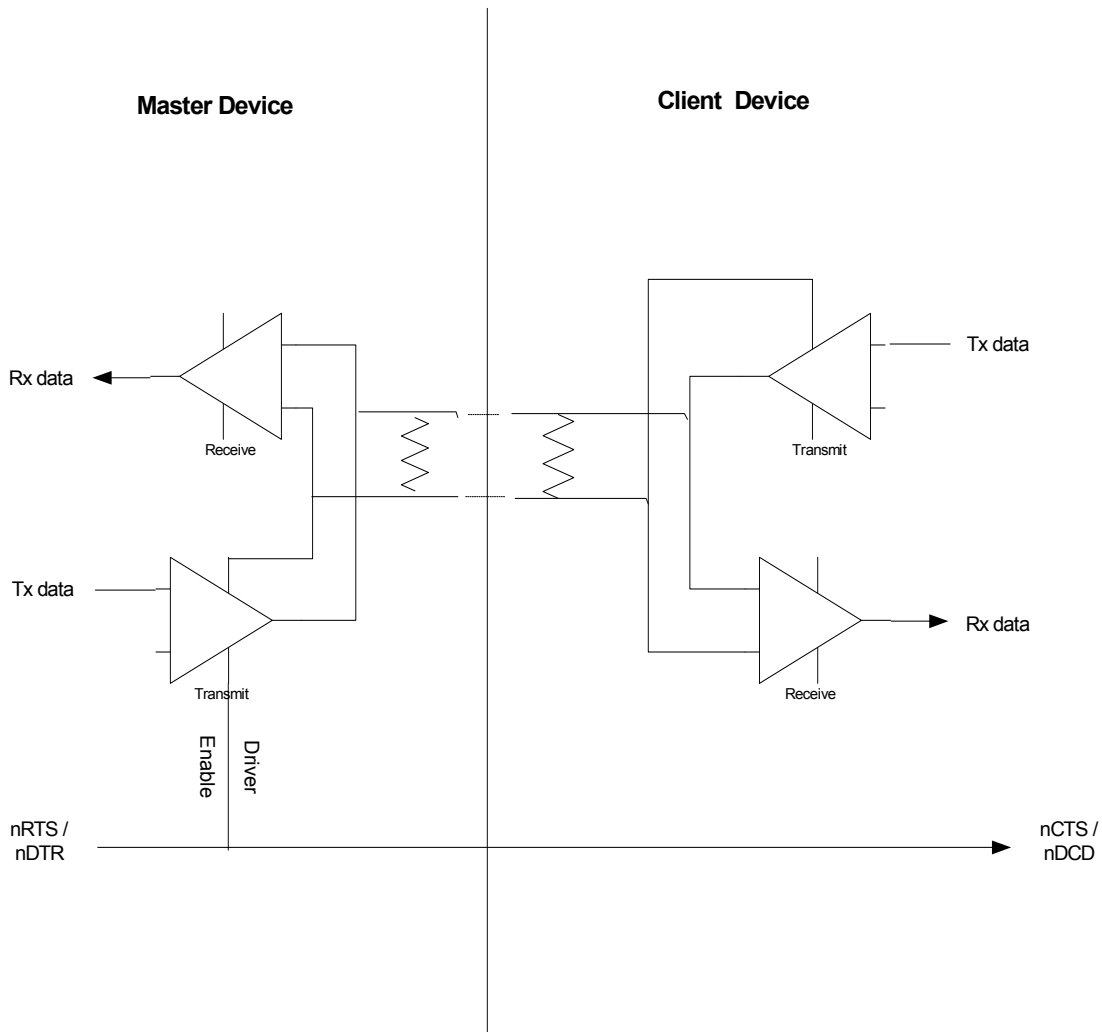 Master Device
Client Device
Rx data
Receive
Tx data
Transmit
Tx data
Transmit
Rx data
Receive
Driver
Enable
nRTS /
nDTR
nCTS /
nDCD